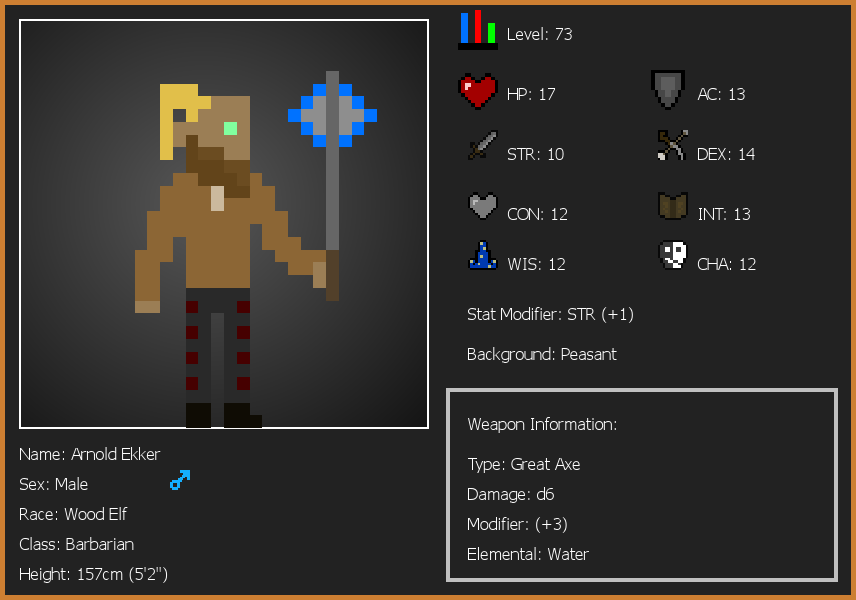 Level: 73
HP: 17
AC: 13
STR: 10
DEX: 14
CON: 12
INT: 13
WIS: 12
CHA: 12
Stat Modifier: STR (+1)
Background: Peasant
Weapon Information:
Type: Great Axe
Damage: d6
Modifier: (+3)
Elemental: Water
Name: Arnold Ekker
Sex: Male
Race: Wood Elf
Class: Barbarian
Height: 157cm (5'2")